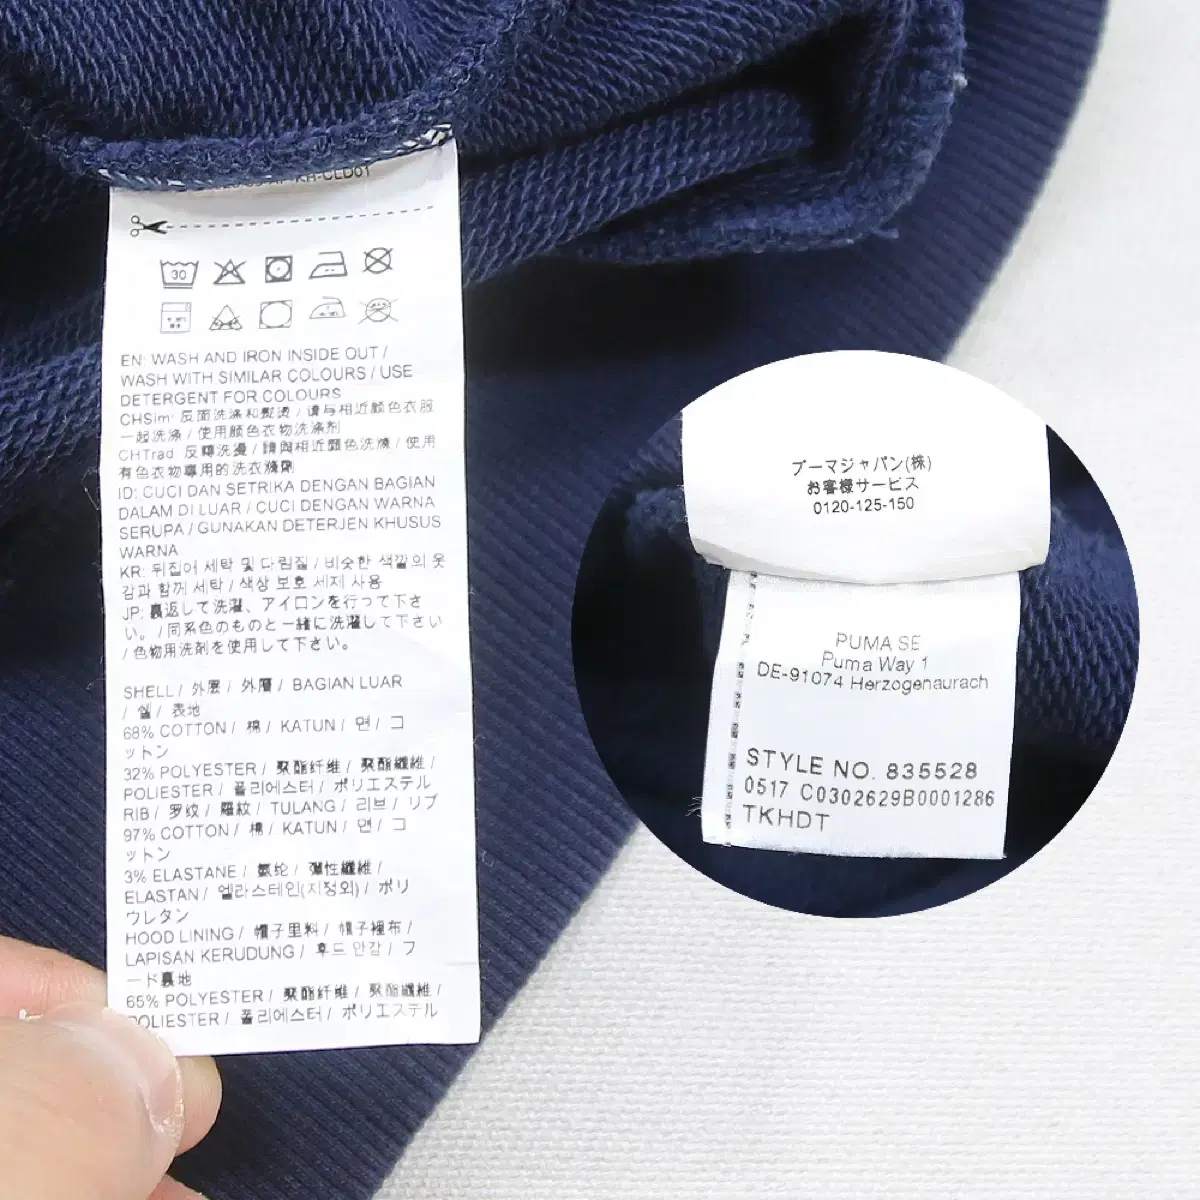 KH-CLD01
30
EN: WASH AND IRON INSIDE OUT /
WASH WITH SIMILAR COLOURS / USE
DETERGENT FOR COLOURS
CHSim: 反面洗涤和熨烫 / 请与相近颜色衣服
一起洗涤 / 使用颜色衣物洗涤剂
CHTrad: 反轉洗燙 / 請與相近顏色洗滌 / 使用
有色衣物專用的洗衣滌劑
ID: CUCI DAN SETRIKA DENGAN BAGIAN
DALAM DI LUAR / CUCI DENGAN WARNA
SERUPA / GUNAKAN DETERJEN KHUSUS
WARNA
KR: 뒤집어 세탁 및 다림질 / 비슷한 색깔의 옷
감과 함께 세탁 / 색상 보호 세제 사용
JP: 裏返して洗濯、アイロンを行って下さ
い。 / 同系色のものと一緒に洗濯して下さい
/ 色物用洗剤を使用して下さい。
SHELL / 外层 / 外層 / BAGIAN LUAR
/ 쉘 / 表地
68% COTTON / 棉 / KATUN / 면 / コ
ットン
32% POLYESTER / 聚酯纤维 / 聚酯纖維 /
POLIESTER / 폴리에스터 / ポリエステル
RIB / 罗纹 / 羅紋 / TULANG / 리브 / リブ
97% COTTON / 棉 / KATUN / 면 / コ
ットン
3% ELASTANE / 氨纶 / 彈性纖維 /
ELASTAN / 엘라스테인(지정외) / ポリ
ウレタン
HOOD LINING / 帽子里料 / 帽子裡布 /
LAPISAN KERUDUNG / 후드 안감 / フ
ード裏地
65% POLYESTER / 聚酯纤维 / 聚酯纖維 /
POLIESTER / 폴리에스터 / ポリエステル
プーマジャパン(株)
お客様サービス
0120-125-150
PUMA SE
Puma Way 1
DE-91074 Herzogenaurach
STYLE NO. 835528
0517 C0302629B0001286
TKHDT